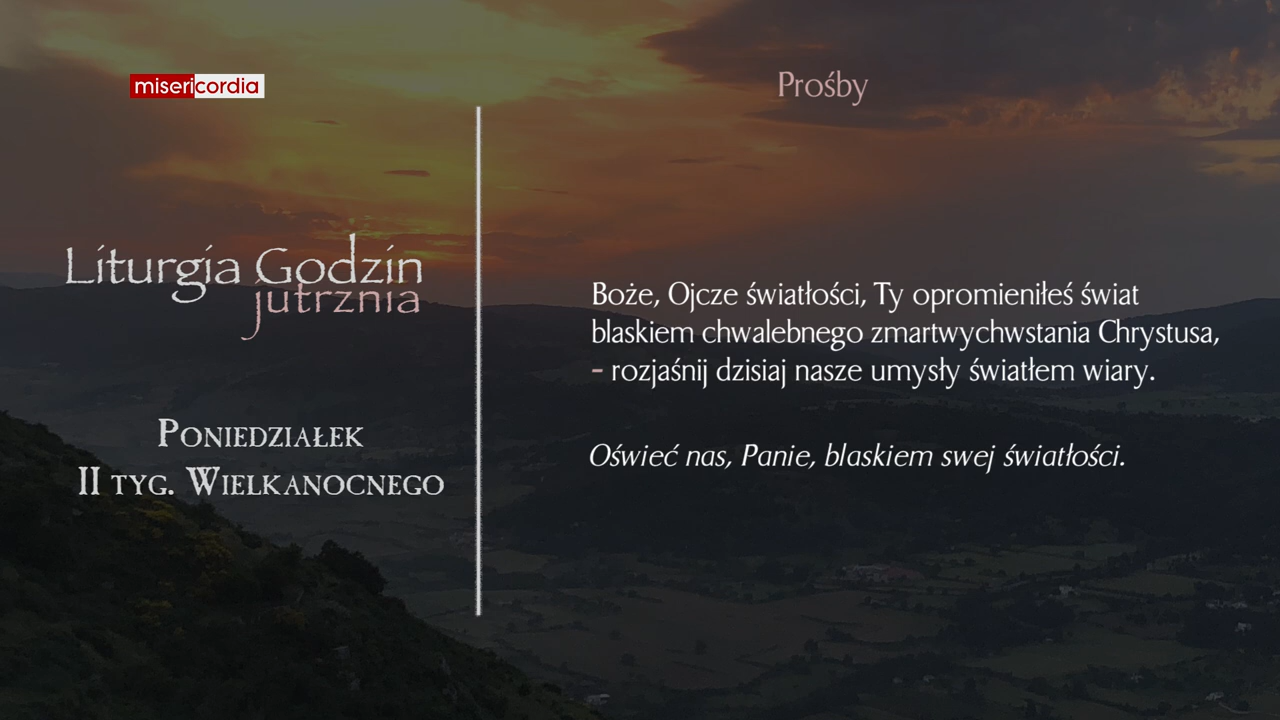 misericordia
Liturgia Godzin
jutrznia
Poniedziałek
II tyg. Wielkanocnego
Prośby
Boże, Ojcze światłości, Ty opromieniłeś świat
blaskiem chwalebnego zmartwychwstania Chrystusa,
- rozjaśnij dzisiaj nasze umysły światłem wiary.
Oświeć nas, Panie, blaskiem swej światłości.